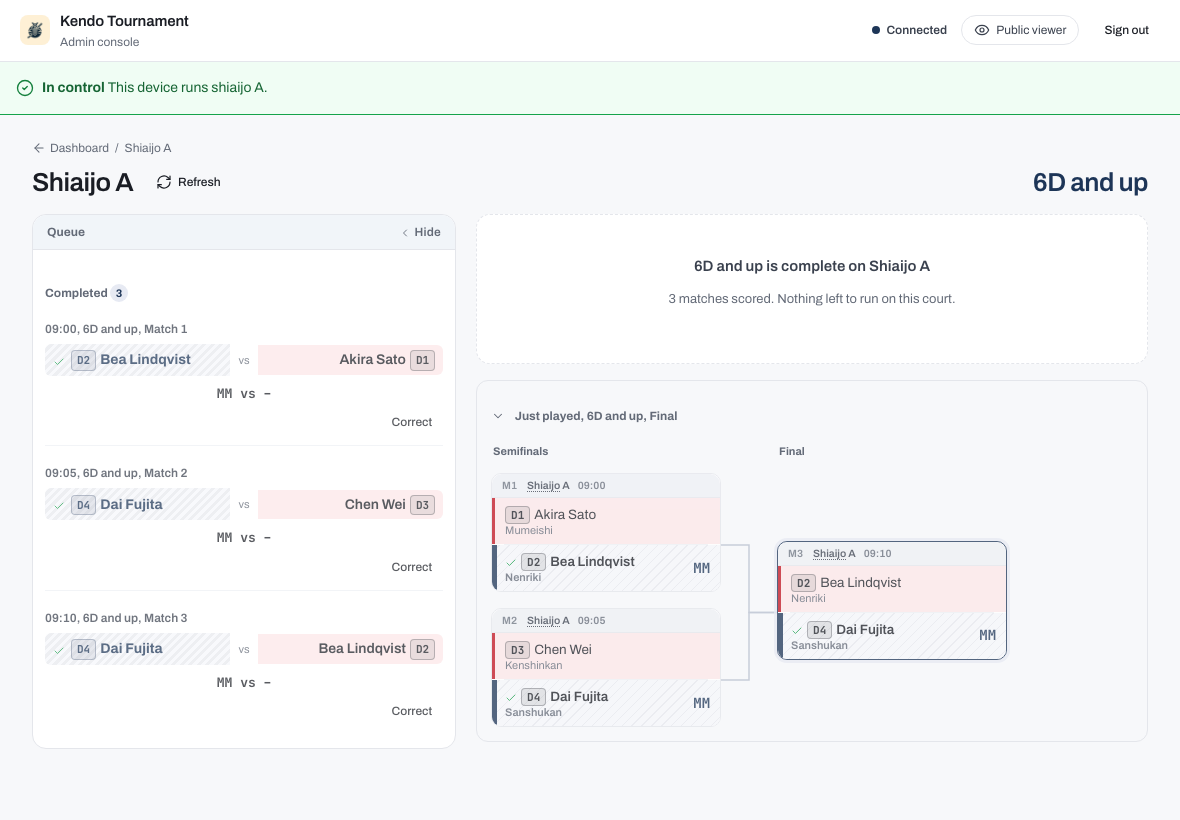 Kendo Tournament
Admin console
Connected
Public viewer
Sign out
In control This device runs shiaijo A.
Dashboard / Shiaijo A
Shiaijo A
Refresh
6D and up
Queue
Hide
Completed 3
09:00, 6D and up, Match 1
D2 Bea Lindqvist vs Akira Sato D1
MM vs –
Correct
09:05, 6D and up, Match 2
D4 Dai Fujita vs Chen Wei D3
MM vs –
Correct
09:10, 6D and up, Match 3
D4 Dai Fujita vs Bea Lindqvist D2
MM vs –
Correct
6D and up is complete on Shiaijo A
3 matches scored. Nothing left to run on this court.
Just played, 6D and up, Final
Semifinals
M1 Shiaijo A 09:00
D1 Akira Sato
Mumeishi
D2 Bea Lindqvist MM
Nenriki
M2 Shiaijo A 09:05
D3 Chen Wei
Kenshinkan
D4 Dai Fujita MM
Sanshukan
Final
M3 Shiaijo A 09:10
D2 Bea Lindqvist
Nenriki
D4 Dai Fujita MM
Sanshukan